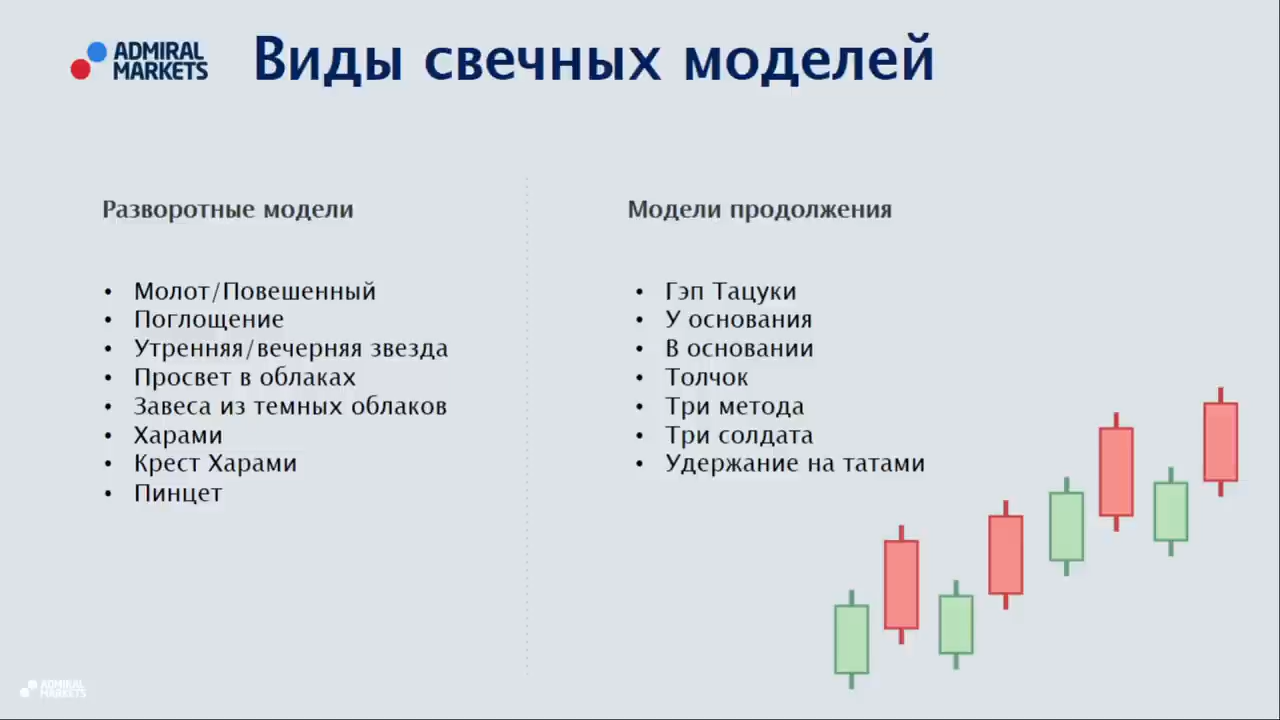 ADMIRAL
MARKETS
Виды свечных моделей
Разворотные модели
• Молот/Повешенный
• Поглощение
• Утренняя/вечерняя звезда
• Просвет в облаках
• Завеса из темных облаков
• Харами
• Крест Харами
• Пинцет
Модели продолжения
• Гэп Тацуки
• У основания
• В основании
• Толчок
• Три метода
• Три солдата
• Удержание на татами
ADMIRAL
MARKETS